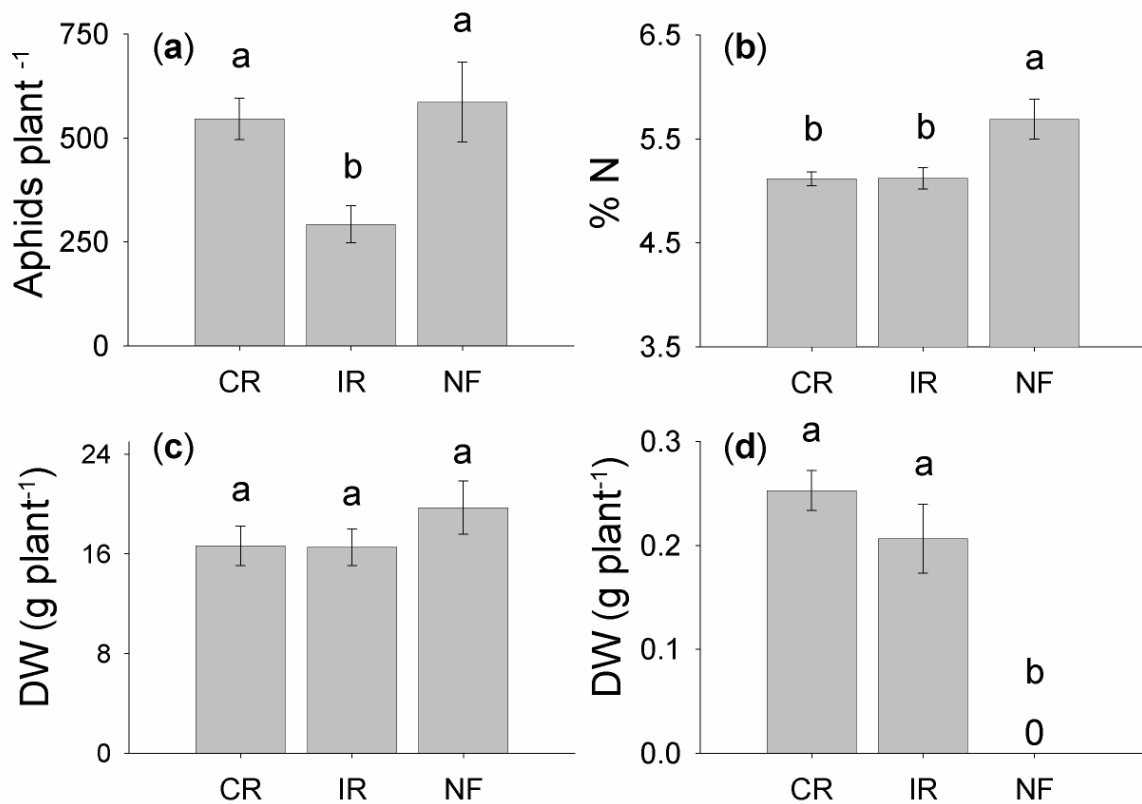 (a)
Aphids plant -1
750
500
250
0
a
b
a
CR IR NF
(b)
% N
6.5
5.5
4.5
3.5
b
b
a
CR IR NF
(c)
DW (g plant-1)
24
16
8
0
a
a
a
CR IR NF
(d)
DW (g plant-1)
0.3
0.2
0.1
0.0
a
a
b
0
CR IR NF